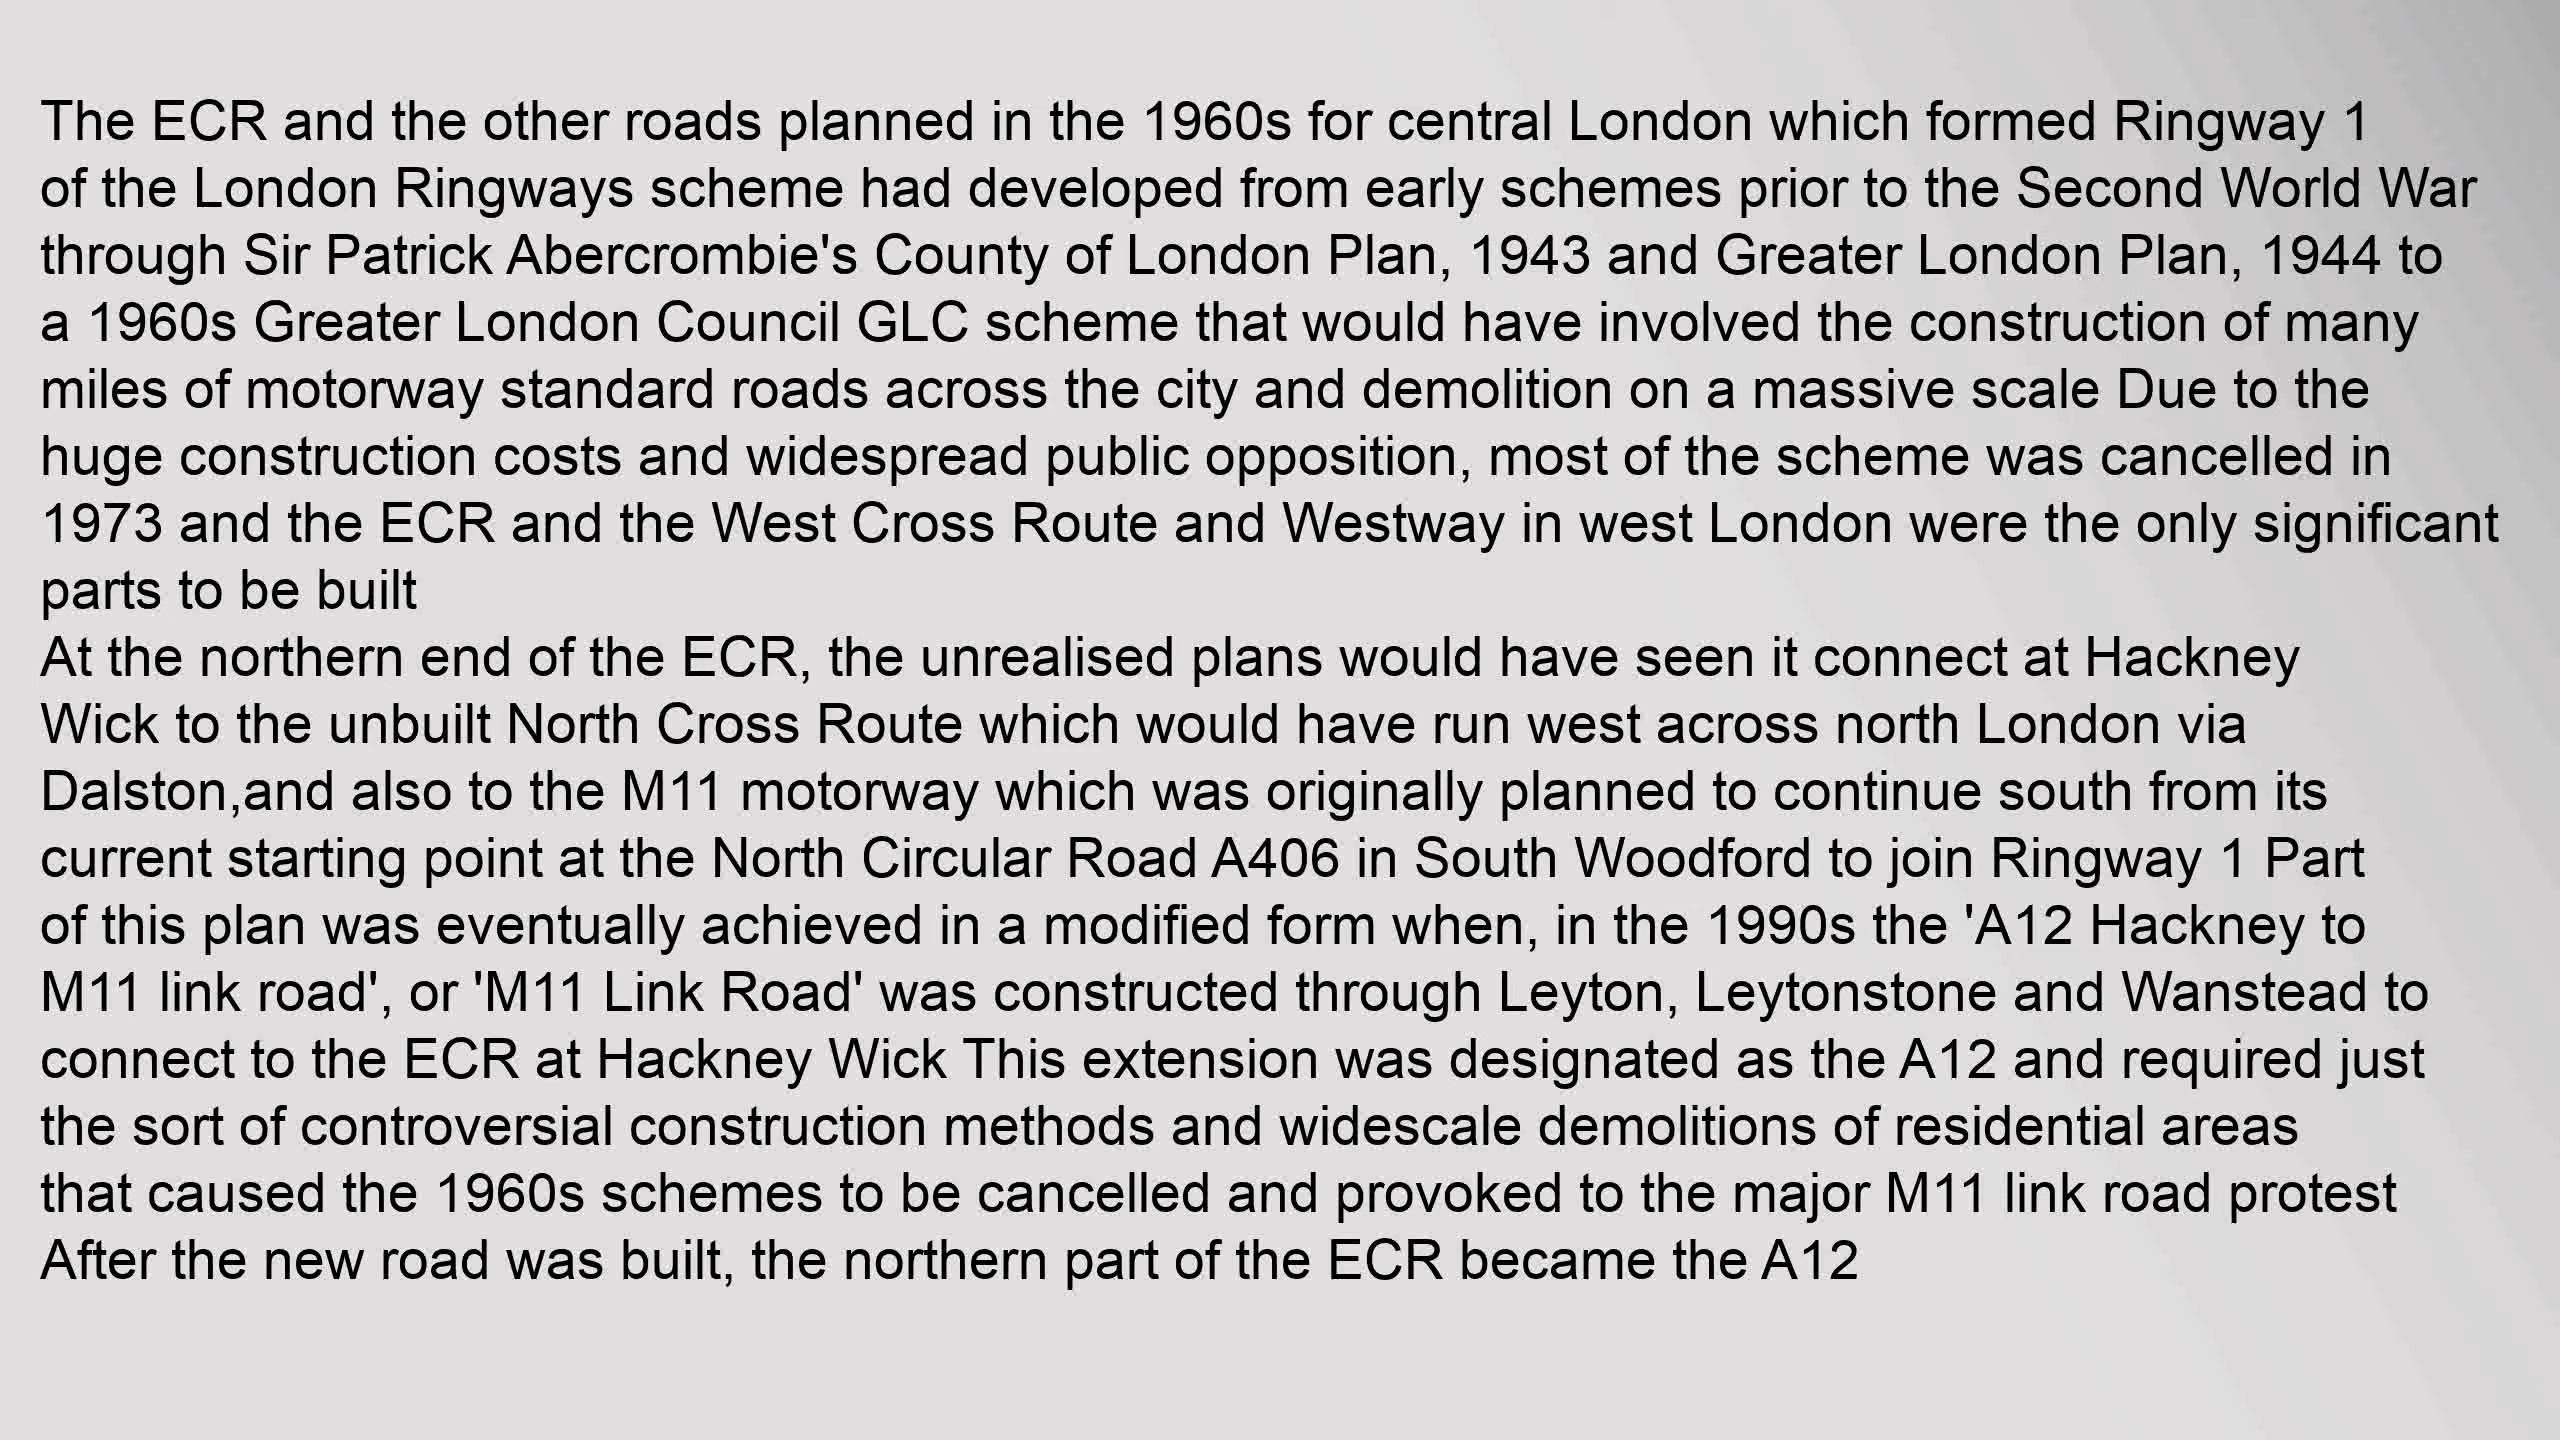 The ECR and the other roads planned in the 1960s for central London which formed Ringway 1
of the London Ringways scheme had developed from early schemes prior to the Second World War
through Sir Patrick Abercrombie's County of London Plan, 1943 and Greater London Plan, 1944 to
a 1960s Greater London Council GLC scheme that would have involved the construction of many
miles of motorway standard roads across the city and demolition on a massive scale Due to the
huge construction costs and widespread public opposition, most of the scheme was cancelled in
1973 and the ECR and the West Cross Route and Westway in west London were the only significant
parts to be built
At the northern end of the ECR, the unrealised plans would have seen it connect at Hackney
Wick to the unbuilt North Cross Route which would have run west across north London via
Dalston,and also to the M11 motorway which was originally planned to continue south from its
current starting point at the North Circular Road A406 in South Woodford to join Ringway 1 Part
of this plan was eventually achieved in a modified form when, in the 1990s the 'A12 Hackney to
M11 link road', or 'M11 Link Road' was constructed through Leyton, Leytonstone and Wanstead to
connect to the ECR at Hackney Wick This extension was designated as the A12 and required just
the sort of controversial construction methods and widescale demolitions of residential areas
that caused the 1960s schemes to be cancelled and provoked to the major M11 link road protest
After the new road was built, the northern part of the ECR became the A12